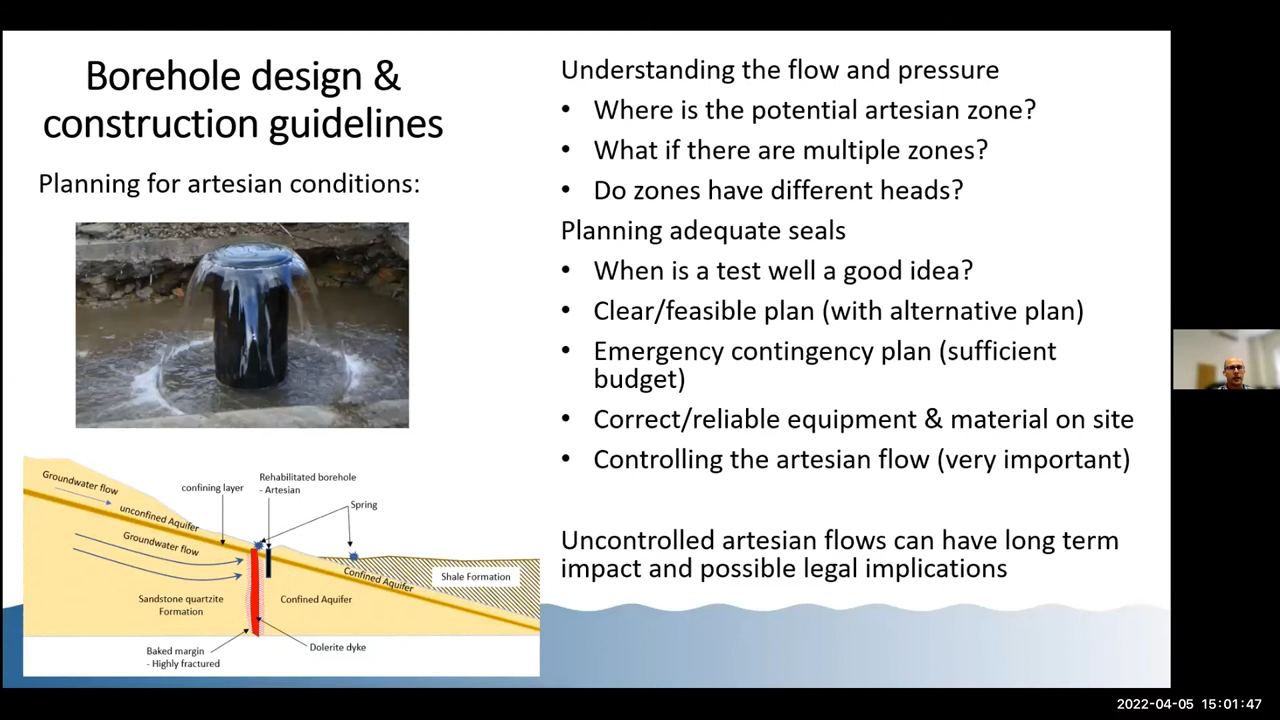 Borehole design &
construction guidelines
Planning for artesian conditions:
Groundwater flow
unconfined Aquifer
Groundwater flow
confining layer
Rehabilitated borehole
- Artesian
Spring
Confined Aquifer
Shale Formation
Sandstone quartzite
Formation
Confined Aquifer
Baked margin
- Highly fractured
Dolerite dyke
Understanding the flow and pressure
• Where is the potential artesian zone?
• What if there are multiple zones?
• Do zones have different heads?
Planning adequate seals
• When is a test well a good idea?
• Clear/feasible plan (with alternative plan)
• Emergency contingency plan (sufficient
budget)
• Correct/reliable equipment & material on site
• Controlling the artesian flow (very important)
Uncontrolled artesian flows can have long term
impact and possible legal implications
2022-04-05 15:01:47